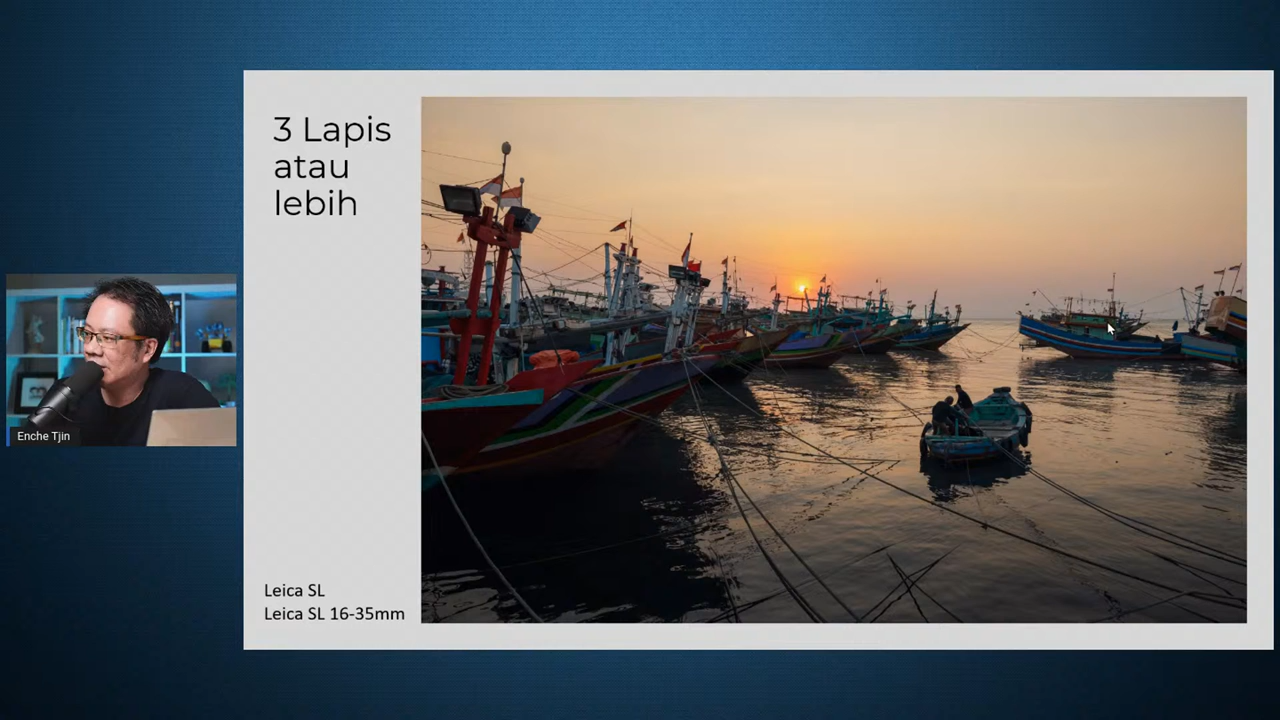 3 Lapis
atau
lebih
Enche Tjin
Leica SL
Leica SL 16-35mm